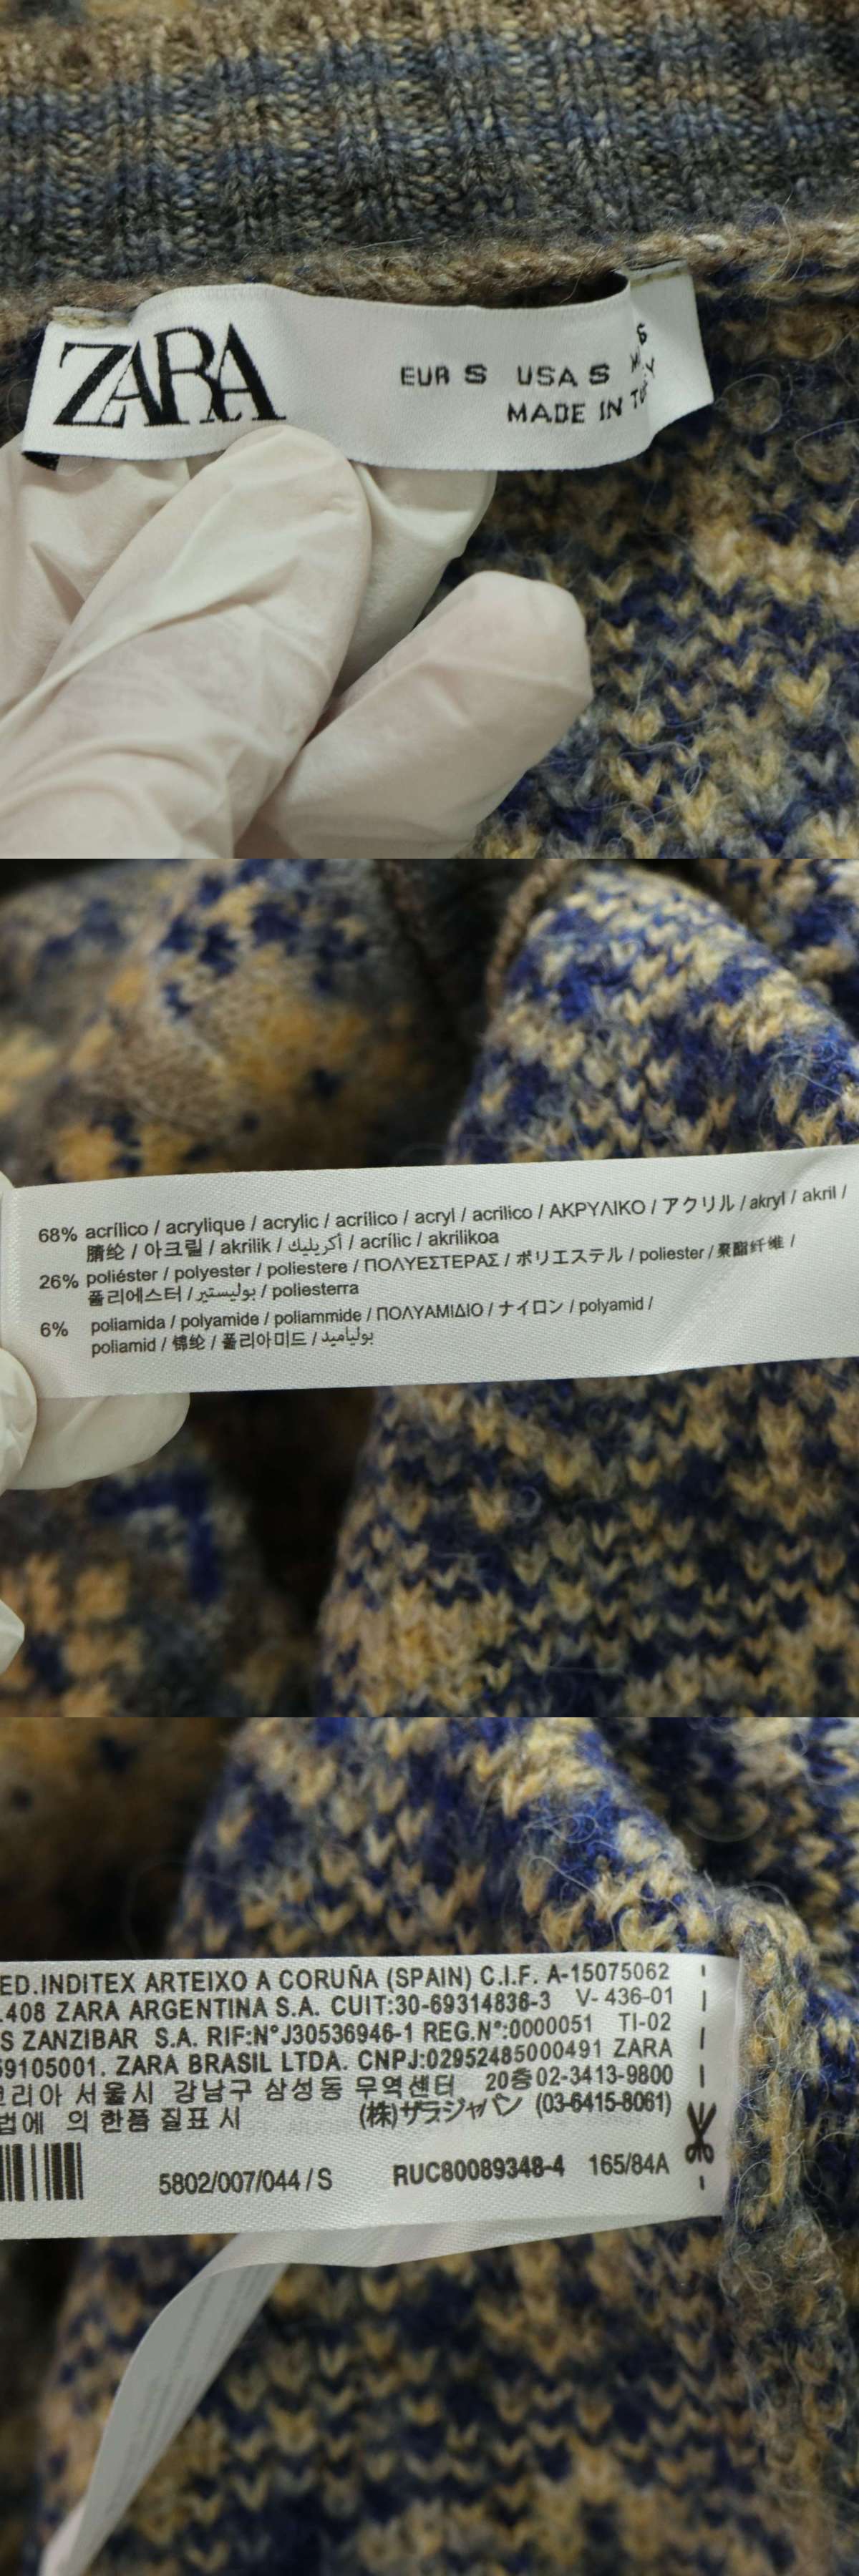 ZARA
EUR S USA S
MADE IN
68% acrílico / acrylique / acrylic / acrílico / acryl / acrilico / ΑΚΡΥΛΙΚΟ / アクリル / akryl / akril /
腈纶 / 아크릴 / akrilik / أكريليك / acrílic / akrilikoa
26% poliéster / polyester / poliestere / ΠΟΛΥΕΣΤΕΡΑΣ / ポリエステル / poliester / 聚酯纤维 /
폴리에스터 / بوليستير / poliesterra
6% poliamida / polyamide / poliammide / ΠΟΛΥΑΜΙΔΙΟ / ナイロン / polyamid /
poliamid / 锦纶 / 폴리아미드 / بولياميد
ED.INDITEX ARTEIXO A CORUÑA (SPAIN) C.I.F. A-15075062
.408 ZARA ARGENTINA S.A. CUIT:30-69314836-3 V-436-01
S ZANZIBAR S.A. RIF:Nº J30536946-1 REG.Nº:0000051 TI-02
69105001. ZARA BRASIL LTDA. CNPJ:02952485000491 ZARA
리아 서울시 강남구 삼성동 무역센터 20층 02-3413-9800
법에 의한품 질표시 (株)ザラジャパン (03-6415-8061)
5802/007/044 / S RUC80089348-4 165/84A